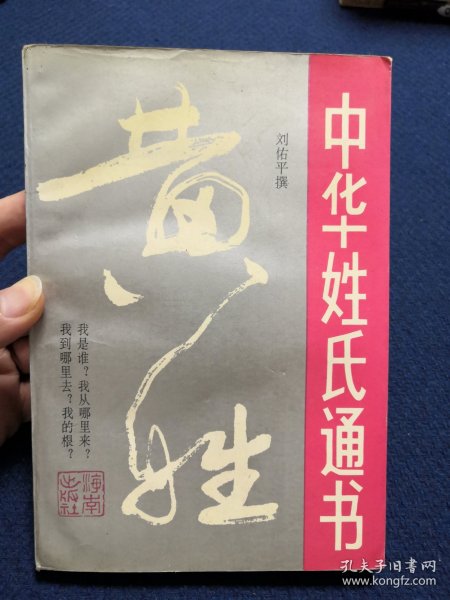 中华姓氏通书
黄姓
刘佑平撰
我是谁？我从哪里来？
我到哪里去？我的根？
海南
出版社
孔夫子旧书网
www.kongfz.com